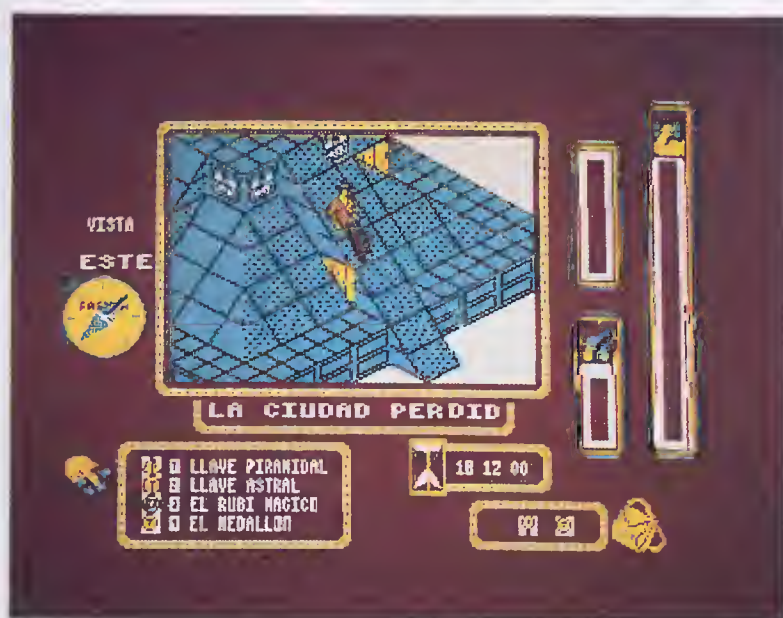 VISTA
ESTE
LA CIUDAD PERDID
LLAVE PIRAMIDAL
LLAVE ASTRAL
EL RUBI MAGICO
EL MEDALLON
18 12 00